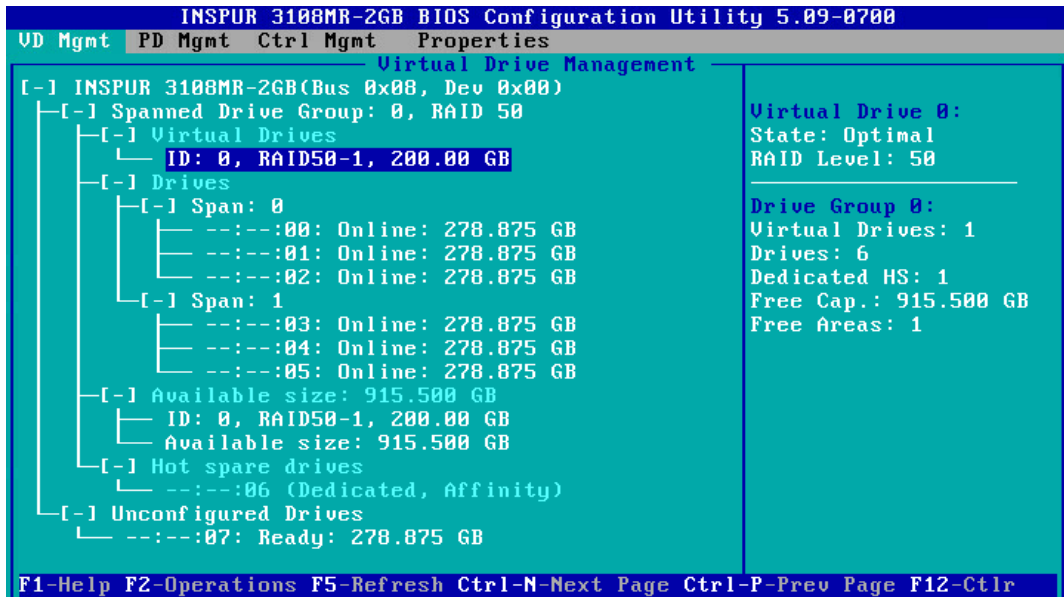 INSPUR 3108MR-2GB BIOS Configuration Utility 5.09-0700
VD Mgmt PD Mgmt Ctrl Mgmt Properties
Virtual Drive Management
[-] INSPUR 3108MR-2GB(Bus 0x08, Dev 0x00)
[-] Spanned Drive Group: 0, RAID 50
[-] Virtual Drives
ID: 0, RAID50-1, 200.00 GB
[-] Drives
[-] Span: 0
--:--:00: Online: 278.875 GB
--:--:01: Online: 278.875 GB
--:--:02: Online: 278.875 GB
[-] Span: 1
--:--:03: Online: 278.875 GB
--:--:04: Online: 278.875 GB
--:--:05: Online: 278.875 GB
[-] Available size: 915.500 GB
ID: 0, RAID50-1, 200.00 GB
Available size: 915.500 GB
[-] Hot spare drives
--:--:06 (Dedicated, Affinity)
[-] Unconfigured Drives
--:--:07: Ready: 278.875 GB
Virtual Drive 0:
State: Optimal
RAID Level: 50
Drive Group 0:
Virtual Drives: 1
Drives: 6
Dedicated HS: 1
Free Cap.: 915.500 GB
Free Areas: 1
F1-Help F2-Operations F5-Refresh Ctrl-N-Next Page Ctrl-P-Prev Page F12-Ctlr